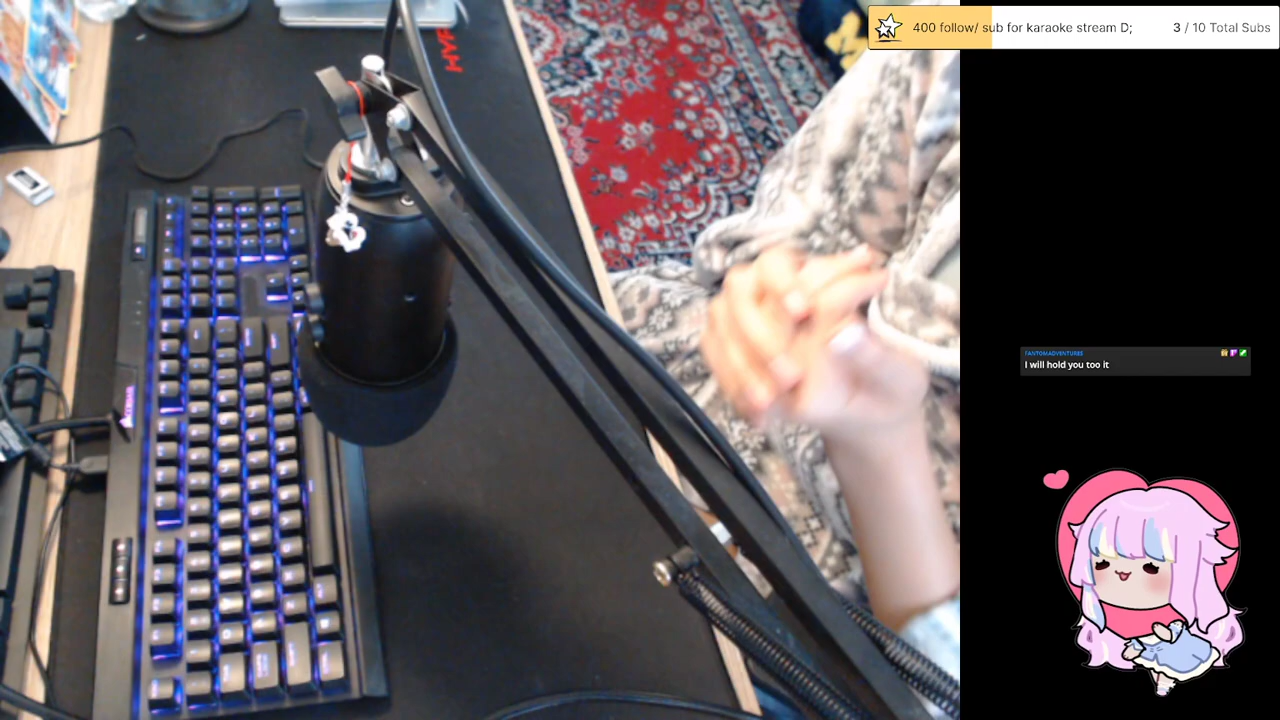 400 follow/ sub for karaoke stream D; 3 / 10 Total Subs
FANTOMADVENTURES
I will hold you too it